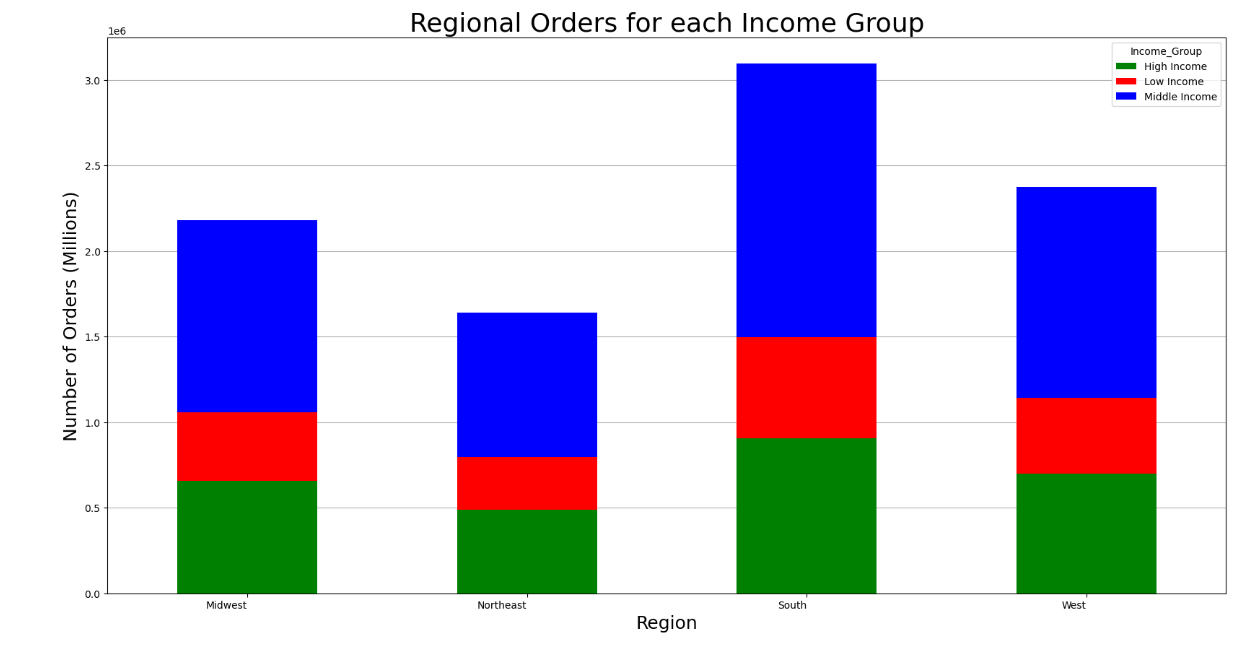 Regional Orders for each Income Group
1e6
Income_Group
High Income
Low Income
Middle Income
3.0
2.5
2.0
1.5
1.0
0.5
0.0
Number of Orders (Millions)
Midwest Northeast South West
Region